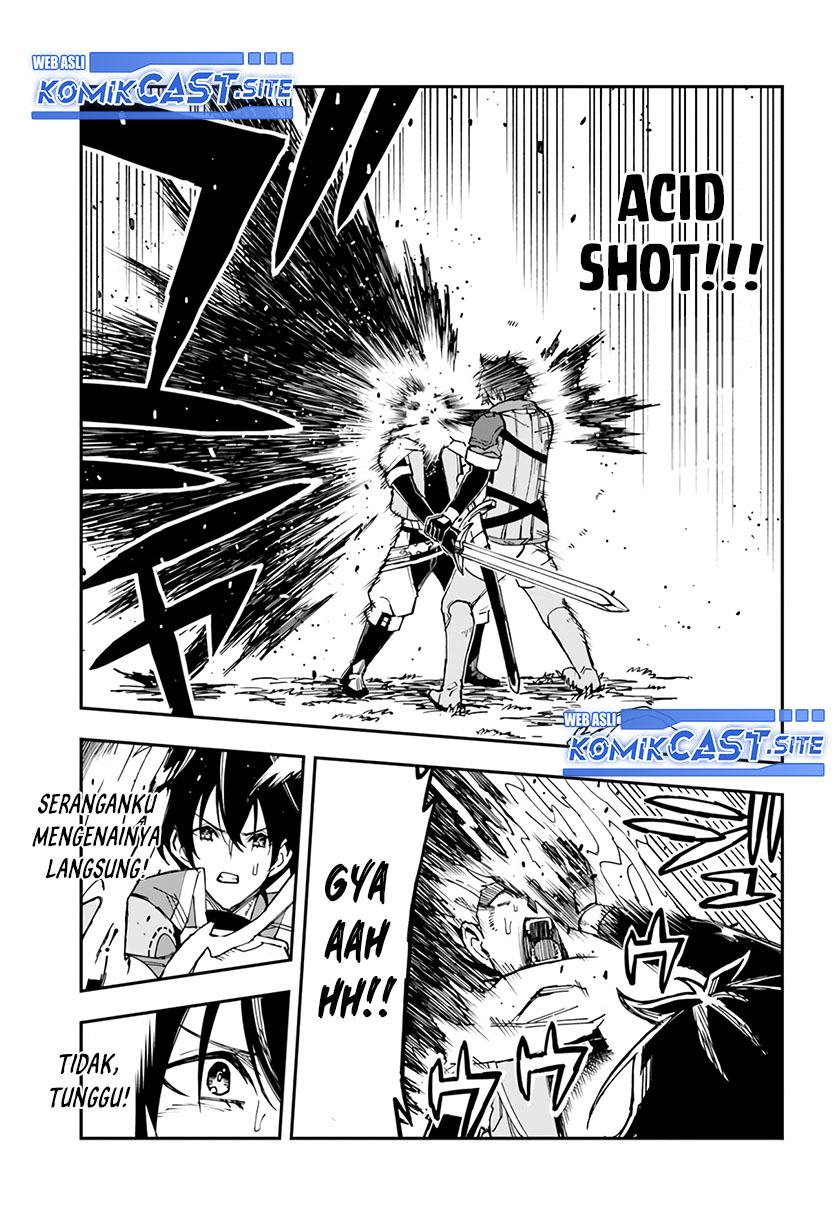 WEB ASLI
KOMIKCAST.SITE
ACID
SHOT!!!
WEB ASLI
KOMIKCAST.SITE
SERANGANKU
MENGENAINYA
LANGSUNG!
GYA
AAH
HH!!
TIDAK,
TUNGGU!